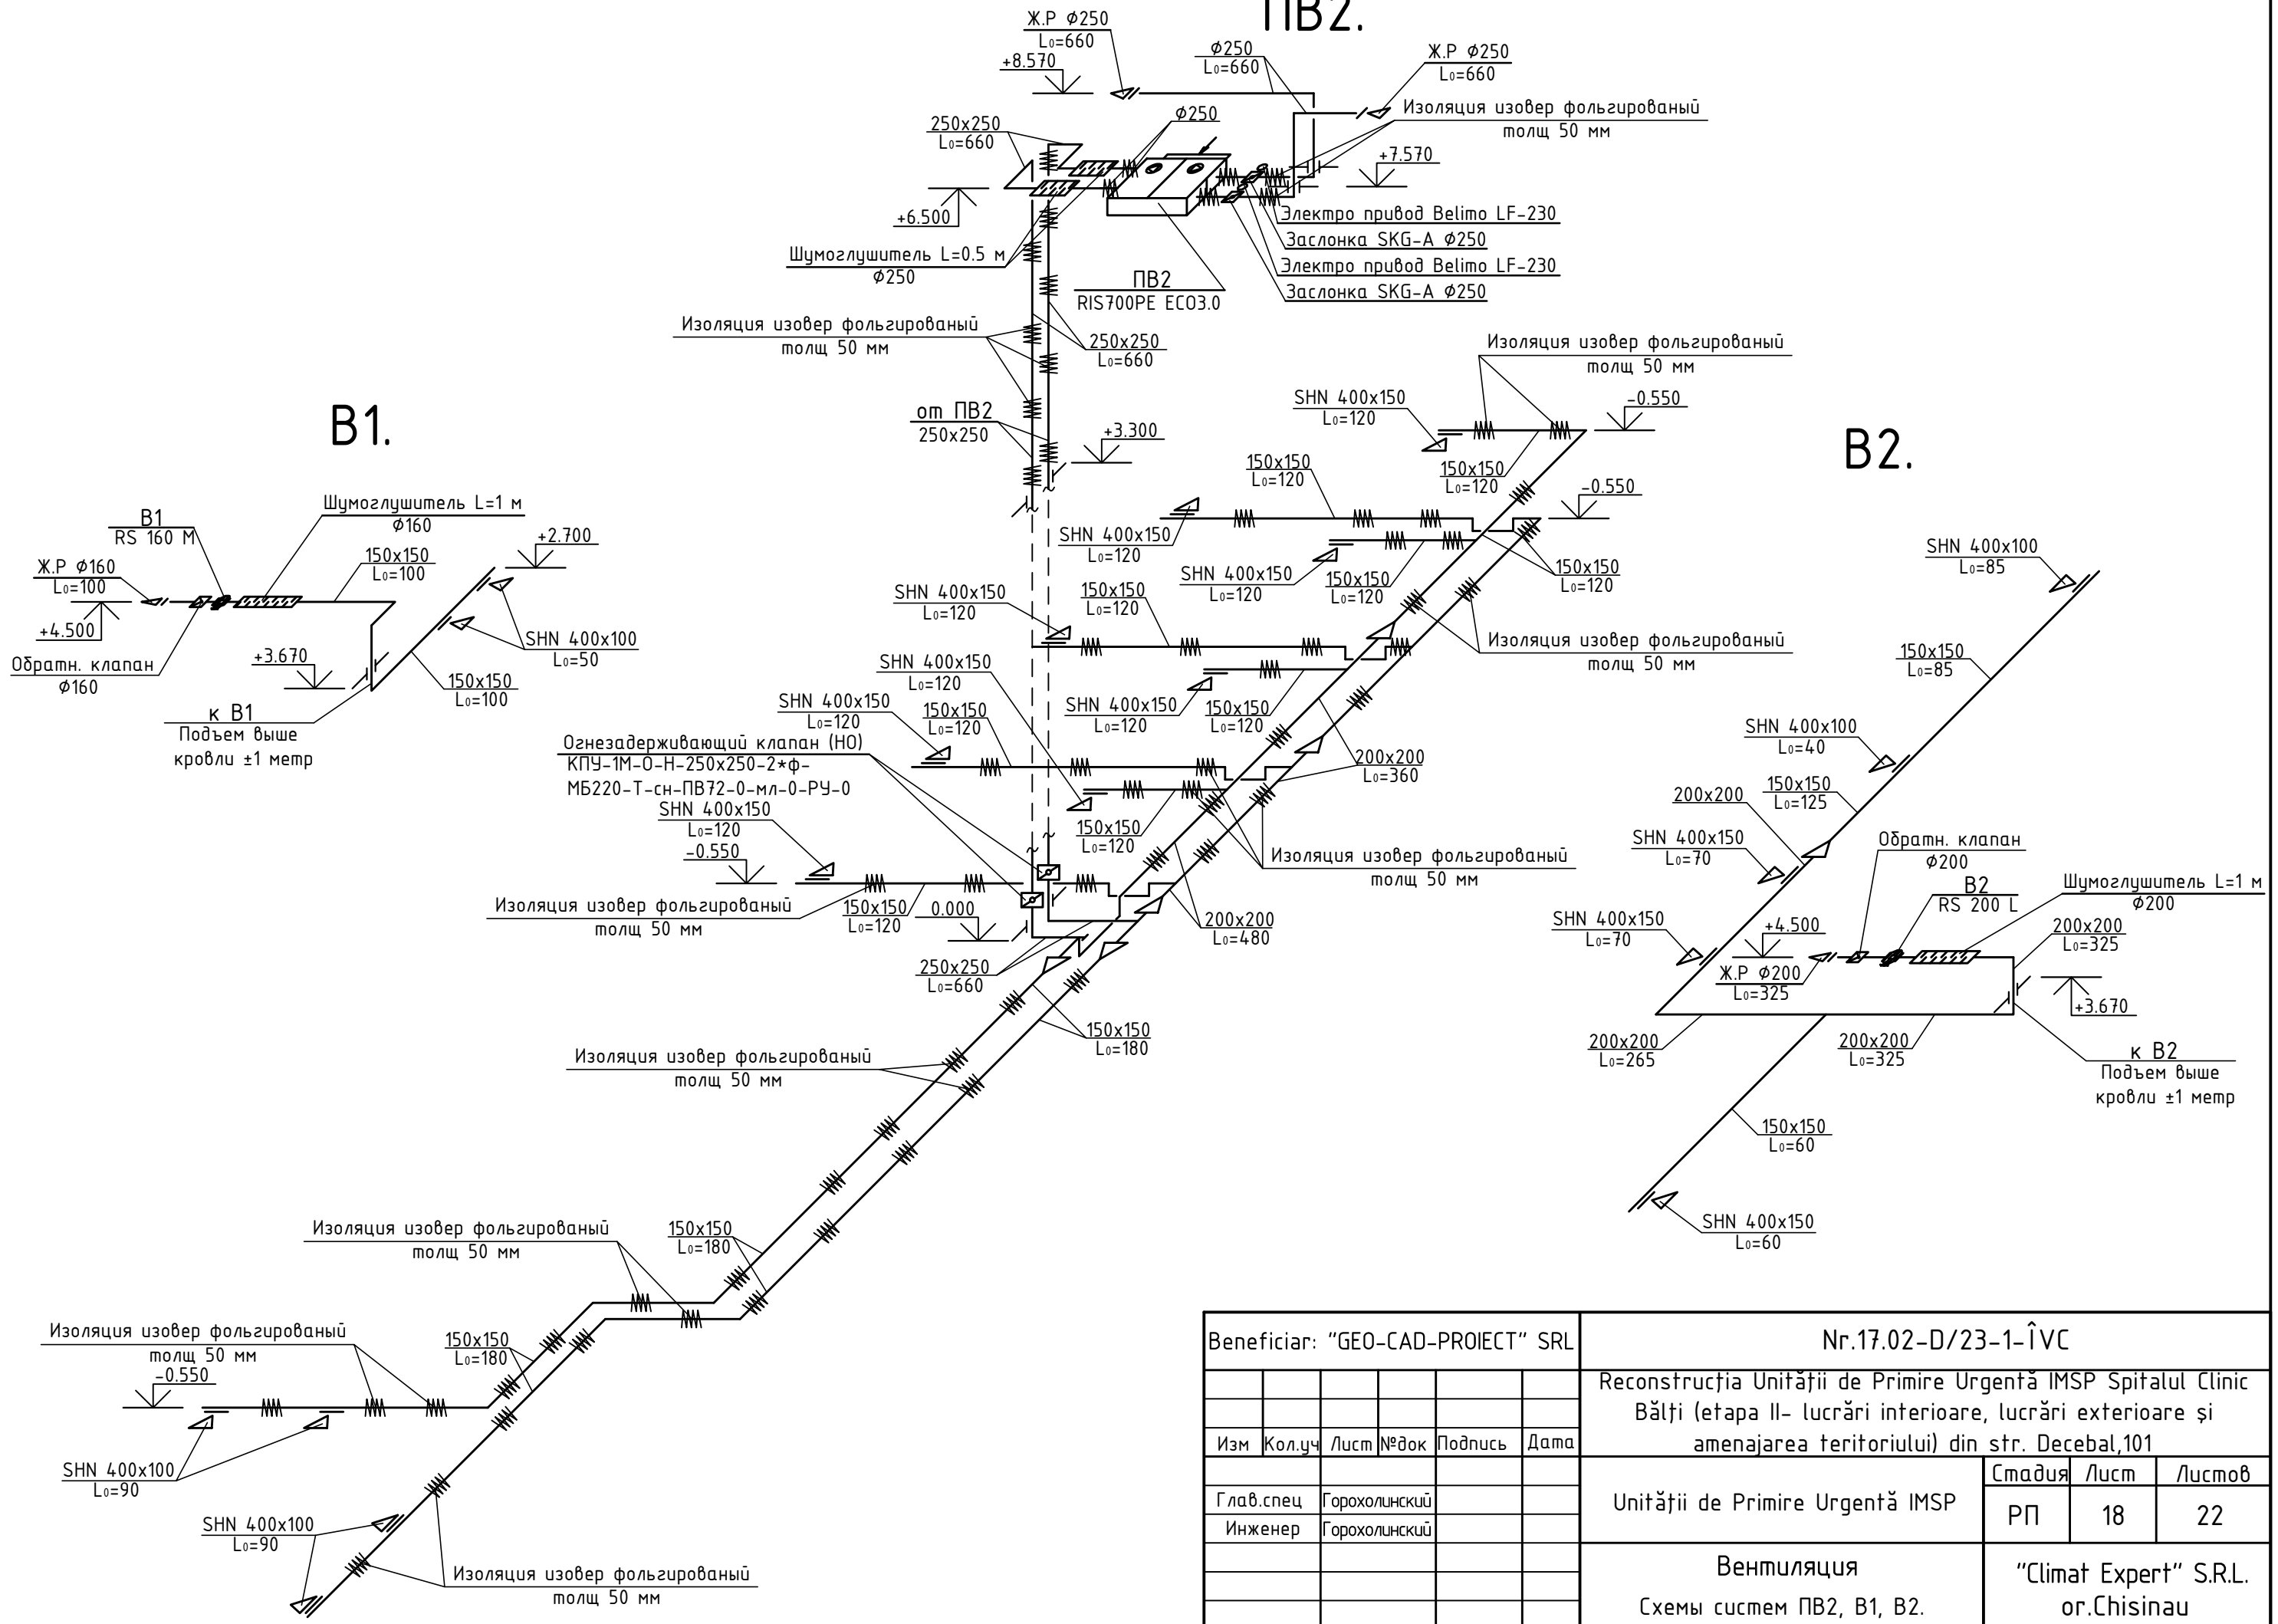 ПВ2.
Ж.Р Ф250
L₀=660
+8.570
Ф250
L₀=660
Ж.Р Ф250
L₀=660
Изоляция изовер фольгированый
толщ 50 мм
250x250
L₀=660
Ф250
+7.570
+6.500
Электро привод Belimo LF-230
Заслонка SKG-A Ф250
Электро привод Belimo LF-230
Заслонка SKG-A Ф250
Шумоглушитель L=0.5 м
Ф250
ПВ2
RIS700PE ECO3.0
Изоляция изовер фольгированый
толщ 50 мм
250x250
L₀=660
от ПВ2
250x250
+3.300
Изоляция изовер фольгированый
толщ 50 мм
SHN 400x150
L₀=120
-0.550
150x150
L₀=120
150x150
L₀=120
-0.550
SHN 400x150
L₀=120
SHN 400x150
L₀=120
150x150
L₀=120
150x150
L₀=120
SHN 400x150
L₀=120
150x150
L₀=120
Изоляция изовер фольгированый
толщ 50 мм
SHN 400x150
L₀=120
SHN 400x150
L₀=120
150x150
L₀=120
SHN 400x150
L₀=120
150x150
L₀=120
Огнезадерживающий клапан (НО)
КПУ-1М-О-Н-250x250-2*ф-
МБ220-Т-сн-ПВ72-0-мл-0-РУ-0
200x200
L₀=360
SHN 400x150
L₀=120
-0.550
150x150
L₀=120
Изоляция изовер фольгированый
толщ 50 мм
Изоляция изовер фольгированый
толщ 50 мм
150x150
L₀=120
0.000
200x200
L₀=480
250x250
L₀=660
150x150
L₀=180
Изоляция изовер фольгированый
толщ 50 мм
Изоляция изовер фольгированый
толщ 50 мм
150x150
L₀=180
Изоляция изовер фольгированый
толщ 50 мм
150x150
L₀=180
-0.550
SHN 400x100
L₀=90
SHN 400x100
L₀=90
Изоляция изовер фольгированый
толщ 50 мм
В1.
В1
RS 160 M
Шумоглушитель L=1 м
Ф160
+2.700
Ж.Р Ф160
L₀=100
150x150
L₀=100
+4.500
Обратн. клапан
Ф160
+3.670
SHN 400x100
L₀=50
150x150
L₀=100
к В1
Подъем выше
кровли ±1 метр
В2.
SHN 400x100
L₀=85
150x150
L₀=85
SHN 400x100
L₀=40
150x150
L₀=125
200x200
SHN 400x150
L₀=70
Обратн. клапан
Ф200
В2
RS 200 L
Шумоглушитель L=1 м
Ф200
SHN 400x150
L₀=70
+4.500
200x200
L₀=325
Ж.Р Ф200
L₀=325
+3.670
200x200
L₀=265
200x200
L₀=325
к В2
Подъем выше
кровли ±1 метр
150x150
L₀=60
SHN 400x150
L₀=60
Beneficiar: "GEO-CAD-PROIECT" SRL
Nr.17.02-D/23-1-ÎVC
Reconstrucția Unității de Primire Urgentă IMSP Spitalul Clinic
Bălți (etapa II- lucrări interioare, lucrări exterioare și
amenajarea teritoriului) din str. Decebal,101
Изм Кол.уч Лист №док Подпись Дата
Стадия Лист Листов
Глав.спец Горохолинский
Unității de Primire Urgentă IMSP
РП 18 22
Инженер Горохолинский
Вентиляция
Схемы систем ПВ2, В1, В2.
"Climat Expert" S.R.L.
or.Chisinau